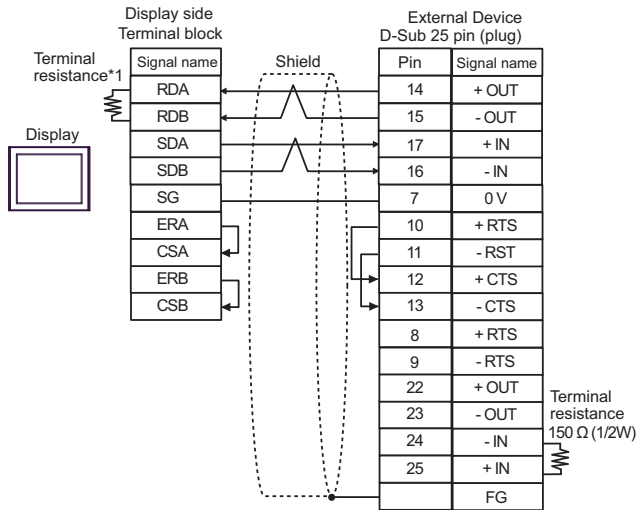 Display side
Terminal block
External Device
D-Sub 25 pin (plug)
Terminal
resistance*1
Signal name
Shield
Pin
Signal name
RDA
14
+ OUT
RDB
15
- OUT
Display
SDA
17
+ IN
SDB
16
- IN
SG
7
0 V
ERA
10
+ RTS
CSA
11
- RST
ERB
12
+ CTS
CSB
13
- CTS
8
+ RTS
9
- RTS
22
+ OUT
23
- OUT
Terminal
resistance
150 Ω (1/2W)
24
- IN
25
+ IN
FG